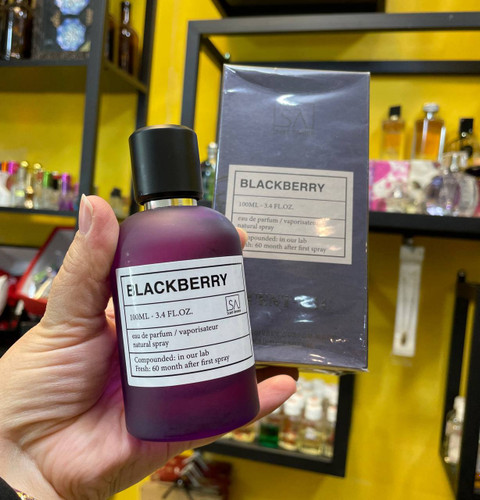 SA
BLACKBERRY
100ML - 3.4 FL.OZ.
eau de parfum / vaporisateur
natural spray
Compounded: in our lab
Fresh: 60 month after first spray
BLACKBERRY
100ML - 3.4 FL.OZ.
SA
eau de parfum / vaporisateur
natural spray
Compounded: in our lab
Fresh: 60 month after first spray